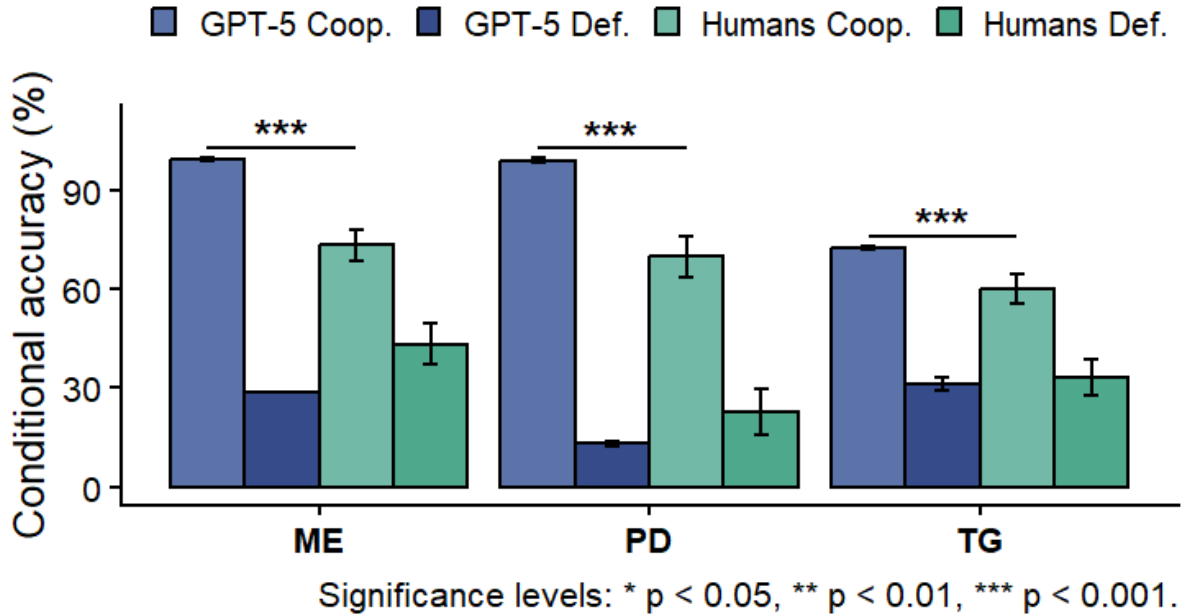 GPT-5 Coop. GPT-5 Def. Humans Coop. Humans Def.
Conditional accuracy (%)
90
60
30
0
*** *** ***
ME PD TG
Significance levels: * p < 0.05, ** p < 0.01, *** p < 0.001.